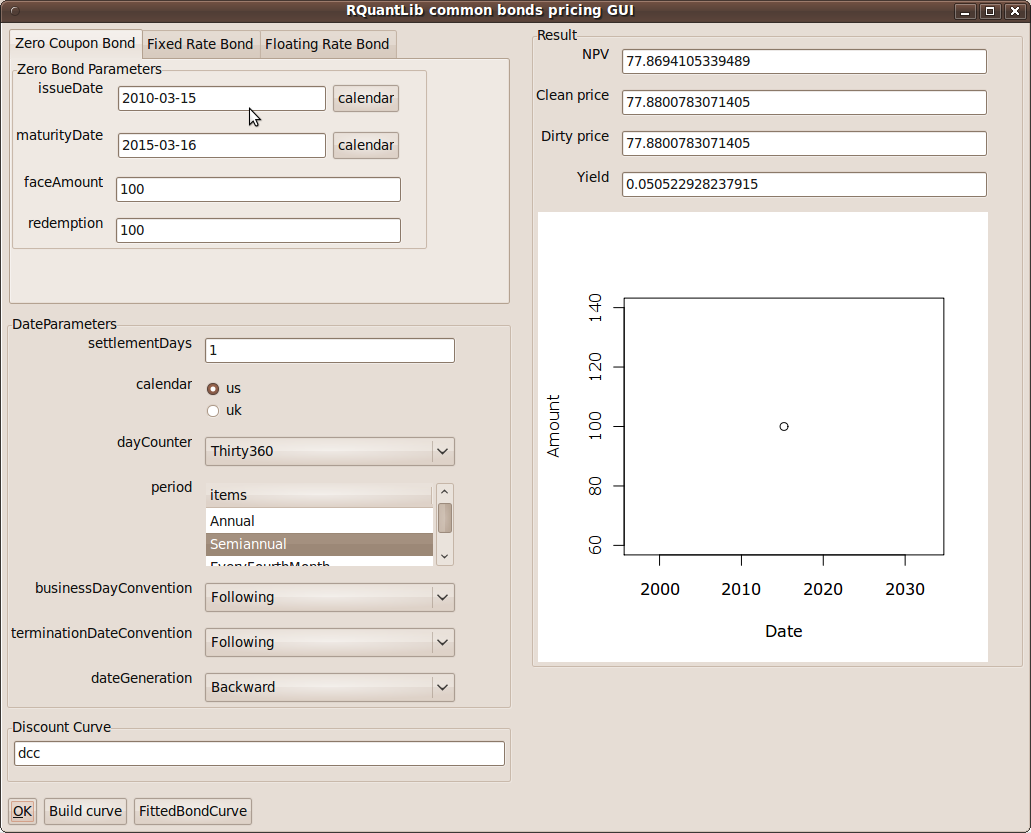 RQuantLib common bonds pricing GUI
Zero Coupon Bond Fixed Rate Bond Floating Rate Bond
Zero Bond Parameters
issueDate 2010-03-15 calendar
maturityDate 2015-03-16 calendar
faceAmount 100
redemption 100
DateParameters
settlementDays 1
calendar us
uk
dayCounter Thirty360
period items
Annual
Semiannual
EveryFourthMonth
businessDayConvention Following
terminationDateConvention Following
dateGeneration Backward
Discount Curve
dcc
OK Build curve FittedBondCurve
Result
NPV 77.8694105339489
Clean price 77.8800783071405
Dirty price 77.8800783071405
Yield 0.050522928237915
140
120
100
80
60
Amount
2000 2010 2020 2030
Date